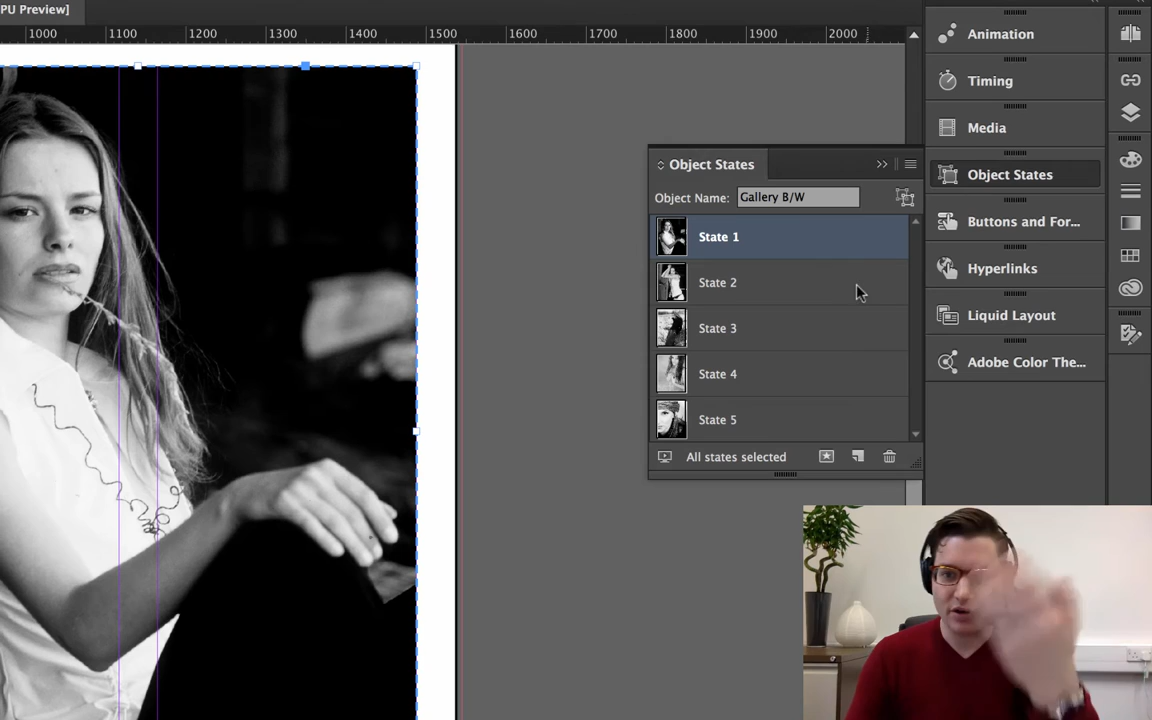 PU Preview]
1000 1100 1200 1300 1400 1500 1600 1700 1800 1900 2000
Animation
Timing
Media
Object States
Buttons and For...
Hyperlinks
Liquid Layout
Adobe Color The...
Object States
Object Name: Gallery B/W
State 1
State 2
State 3
State 4
State 5
All states selected